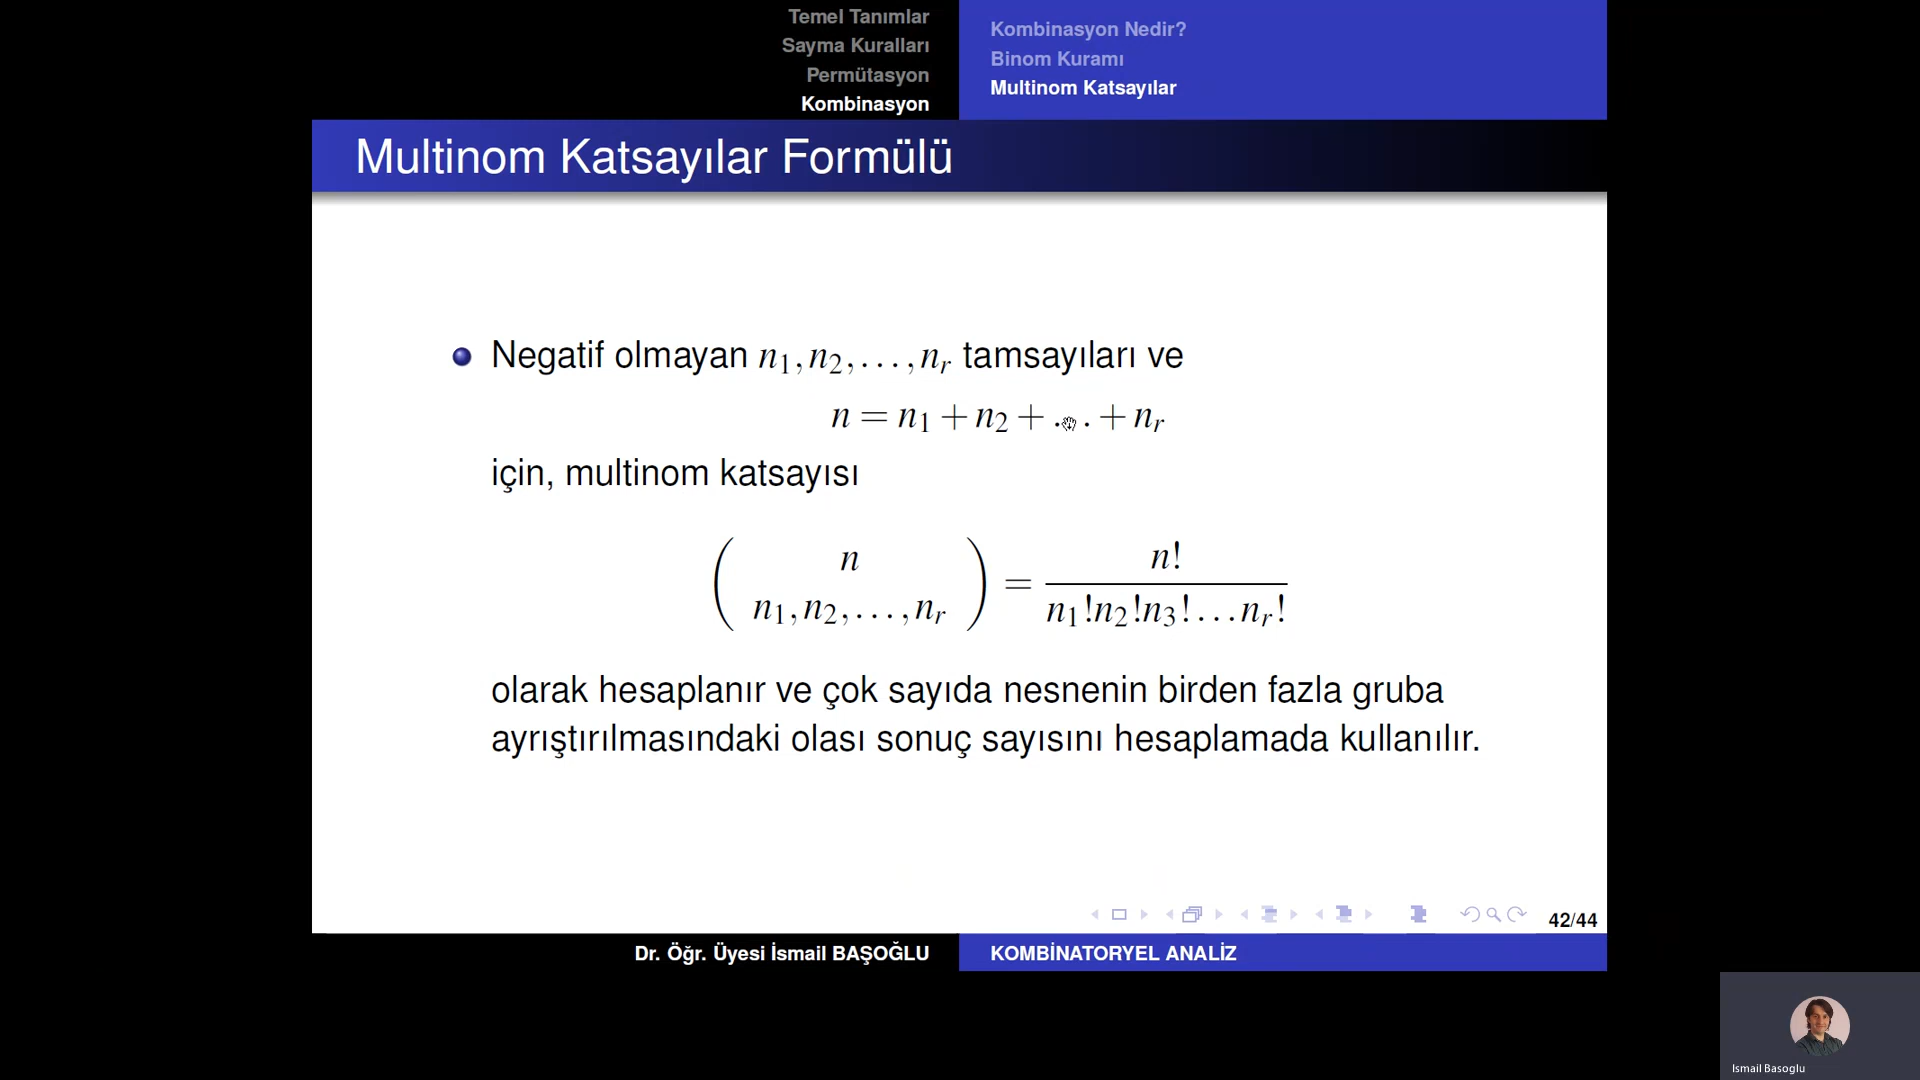 Temel Tanımlar
Sayma Kuralları
Permütasyon
Kombinasyon
Kombinasyon Nedir?
Binom Kuramı
Multinom Katsayılar
Multinom Katsayılar Formülü
Negatif olmayan n₁, n₂, . . . , nᵣ tamsayıları ve
n = n₁ + n₂ + . . . + nᵣ
için, multinom katsayısı
( n / n₁, n₂, . . . , nᵣ ) = n! / n₁!n₂!n₃! . . . nᵣ!
olarak hesaplanır ve çok sayıda nesnenin birden fazla gruba
ayrıştırılmasındaki olası sonuç sayısını hesaplamada kullanılır.
42/44
Dr. Öğr. Üyesi İsmail BAŞOĞLU
KOMBİNATORYEL ANALİZ
Ismail Basoglu